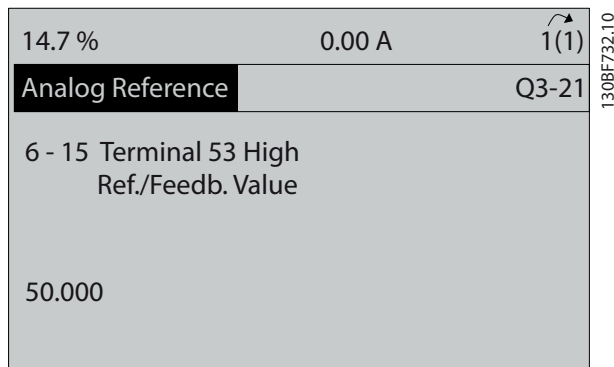 14.7 % 0.00 A 1(1)
Analog Reference Q3-21
6 - 15 Terminal 53 High
Ref./Feedb. Value
50.000
130BF732.10